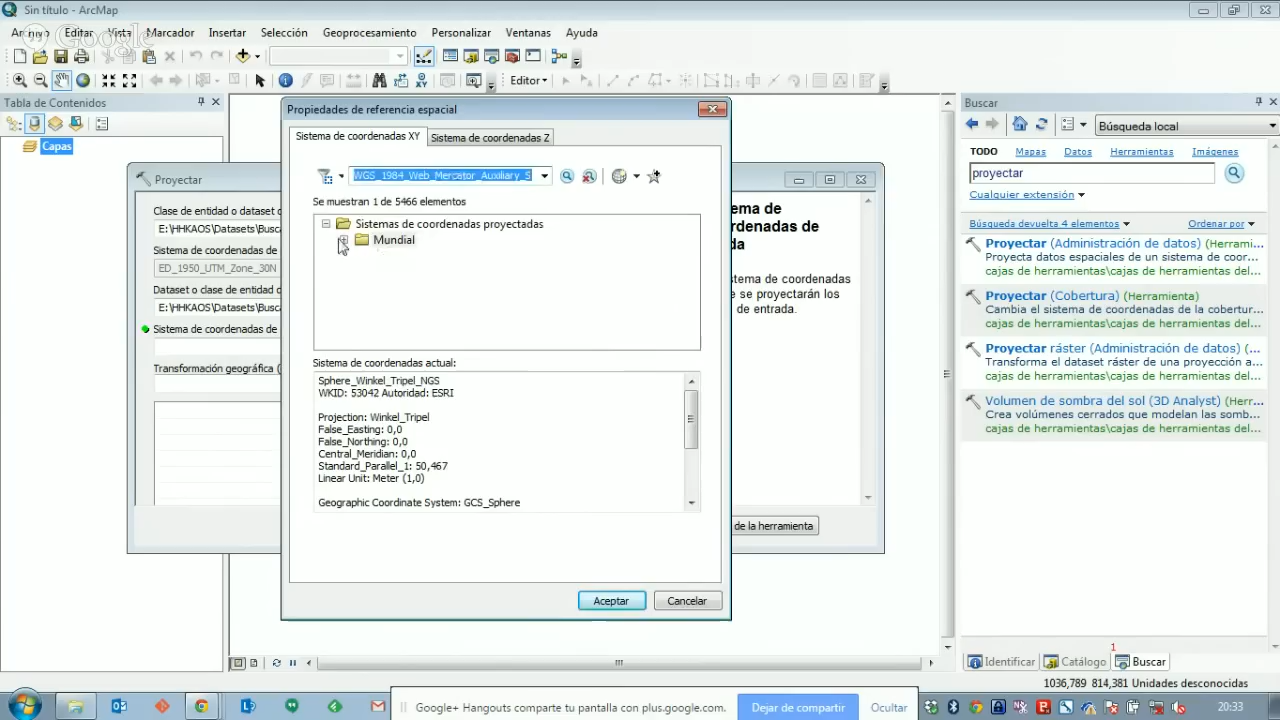 Sin título - ArcMap
Archivo Editar Vista Marcador Insertar Selección Geoprocesamiento Personalizar Ventanas Ayuda
Google
Editor
Tabla de Contenidos
Capas
Proyectar
Clase de entidad o dataset
E:\HHKAOS\Datasets\Busc
Sistema de coordenadas
ED_1950_UTM_Zone_30N
Dataset o clase de entidad
E:\HHKAOS\Datasets\Busc
Sistema de coordenadas de
Transformación geográfica (
Propiedades de referencia espacial
Sistema de coordenadas XY
Sistema de coordenadas Z
WGS_1984_Web_Mercator_Auxiliary_S
Se muestran 1 de 5466 elementos
Sistemas de coordenadas proyectadas
Mundial
Sistema de coordenadas actual:
Sphere_Winkel_Tripel_NGS
WKID: 53042 Autoridad: ESRI
Projection: Winkel_Tripel
False_Easting: 0,0
False_Northing: 0,0
Central_Meridian: 0,0
Standard_Parallel_1: 50,467
Linear Unit: Meter (1,0)
Geographic Coordinate System: GCS_Sphere
Aceptar
Cancelar
ema de
rdenadas de
da
stema de coordenadas
e se proyectarán los
de entrada.
de la herramienta
Buscar
Búsqueda local
TODO Mapas Datos Herramientas Imágenes
proyectar
Cualquier extensión
Búsqueda devuelta 4 elementos
Ordenar por
Proyectar (Administración de datos) (Herrami...
Proyecta datos espaciales de un sistema de coor...
cajas de herramientas\cajas de herramientas del...
Proyectar (Cobertura) (Herramienta)
Cambia el sistema de coordenadas de la cobertur...
cajas de herramientas\cajas de herramientas del...
Proyectar ráster (Administración de datos) (...
Transforma el dataset ráster de una proyección a...
cajas de herramientas\cajas de herramientas del...
Volumen de sombra del sol (3D Analyst) (Her...
Crea volúmenes cerrados que modelan las somb...
cajas de herramientas\cajas de herramientas del...
1
Identificar
Catálogo
Buscar
1036,789 814,381 Unidades desconocidas
Google+ Hangouts comparte tu pantalla con plus.google.com.
Dejar de compartir
Ocultar
20:33